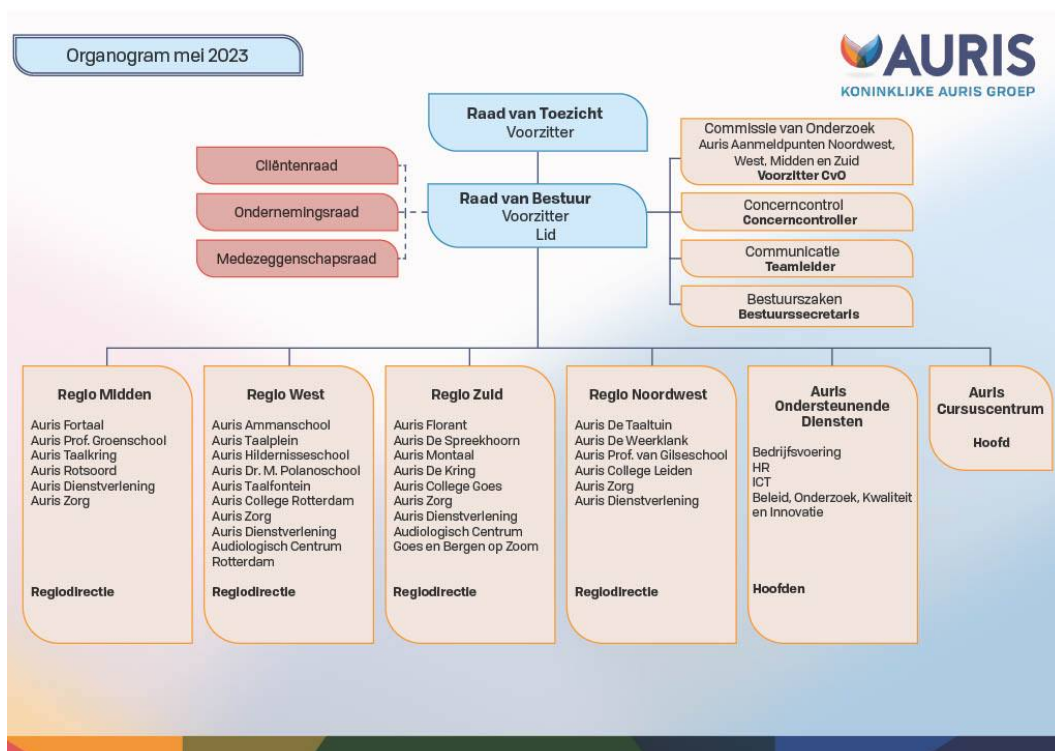 Organogram mei 2023
AURIS
KONINKLIJKE AURIS GROEP
Raad van Toezicht
Voorzitter
Cliëntenraad
Ondernemingsraad
Medezeggenschapsraad
Raad van Bestuur
Voorzitter
Lid
Commissie van Onderzoek
Auris Aanmeldpunten Noordwest,
West, Midden en Zuid
Voorzitter CvO
Concerncontrol
Concerncontroller
Communicatie
Teamleider
Bestuurszaken
Bestuurssecretaris
Regio Midden
Auris Fortaal
Auris Prof. Groenschool
Auris Taalkring
Auris Rotsoord
Auris Dienstverlening
Auris Zorg
Regiodirectie
Regio West
Auris Ammanschool
Auris Taalplein
Auris Hildernisseschool
Auris Dr. M. Polanoschool
Auris Taalfontein
Auris College Rotterdam
Auris Zorg
Auris Dienstverlening
Audiologisch Centrum
Rotterdam
Regiodirectie
Regio Zuid
Auris Florant
Auris De Spreekhoorn
Auris Montaal
Auris De Kring
Auris College Goes
Auris Zorg
Auris Dienstverlening
Audiologisch Centrum
Goes en Bergen op Zoom
Regiodirectie
Regio Noordwest
Auris De Taaltuin
Auris De Weerklank
Auris Prof. van Gilseschool
Auris College Leiden
Auris Zorg
Auris Dienstverlening
Regiodirectie
Auris
Ondersteunende
Diensten
Bedrijfsvoering
HR
ICT
Beleid, Onderzoek, Kwaliteit
en Innovatie
Hoofden
Auris
Cursuscentrum
Hoofd